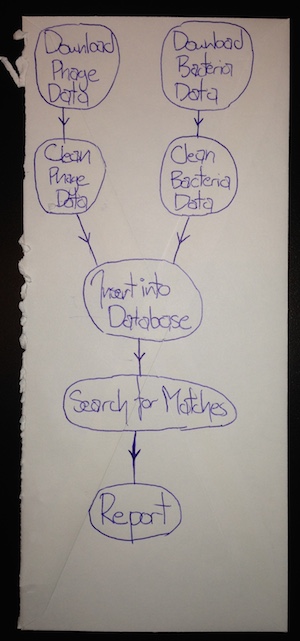 Download
Phage
Data
Download
Bacteria
Data
Clean
Phage
Data
Clean
Bacteria
Data
Insert into
Database
Search for Matches
Report